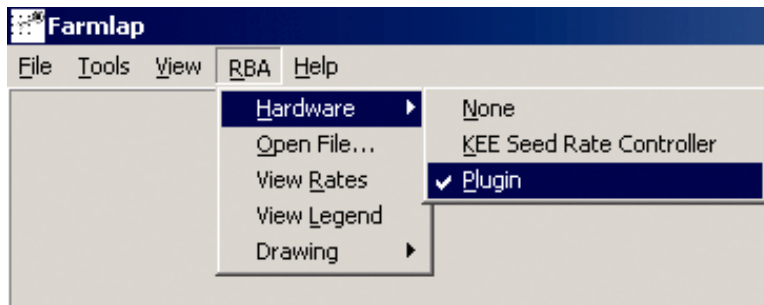 Farmlap
File Tools View RBA Help
Hardware
Open File...
View Rates
View Legend
Drawing
None
KEE Seed Rate Controller
Plugin